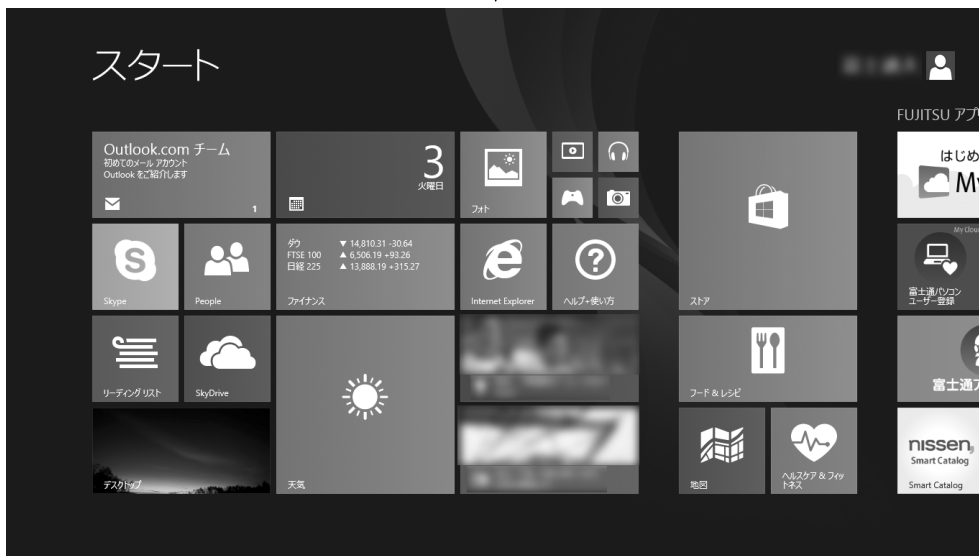 スタート
FUJITSU アプ
Outlook.com チーム
初めてのメール アカウント
Outlook をご紹介します
1
3
火曜日
フォト
Skype
People
ダウ ▼ 14,810.31 -30.64
FTSE 100 ▲ 6,506.19 +93.26
日経 225 ▲ 13,888.19 +315.27
ファイナンス
Internet Explorer
?
ヘルプ+使い方
リーディング リスト
SkyDrive
デスクトップ
天気
ストア
フード & レシピ
地図
ヘルスケア & フィッ
トネス
はじめ
My
My Clou
富士通パソコン
ユーザー登録
富士通ア
nissen,
Smart Catalog
Smart Catalog